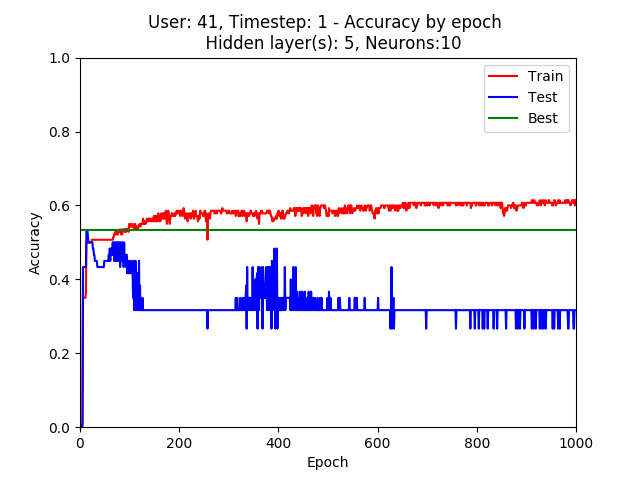 User: 41, Timestep: 1 - Accuracy by epoch
Hidden layer(s): 5, Neurons:10
1.0
0.8
0.6
0.4
0.2
0.0
Accuracy
Train
Test
Best
0 200 400 600 800 1000
Epoch